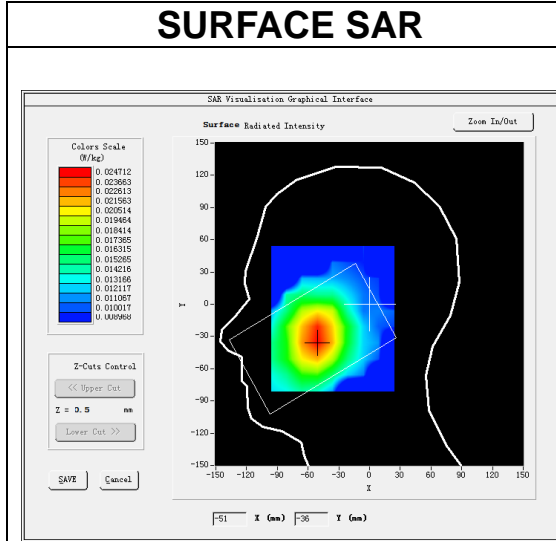 SURFACE SAR
SAR Visualisation Graphical Interface
Surface Radiated Intensity
Zoom In/Out
Colors Scale
(W/kg)
0.024712
0.023663
0.022613
0.021563
0.020514
0.019464
0.018414
0.017365
0.016315
0.015265
0.014216
0.013166
0.012117
0.011067
0.010017
0.008968
150
120
90
60
30
Y
0
-30
-60
-90
-120
-150
-150 -120 -90 -60 -30 0 30 60 90 120 150
X
Z-Cuts Control
<< Upper Cut
Z = 0.5 mm
Lower Cut >>
SAVE Cancel
-51 X (mm) -36 Y (mm)